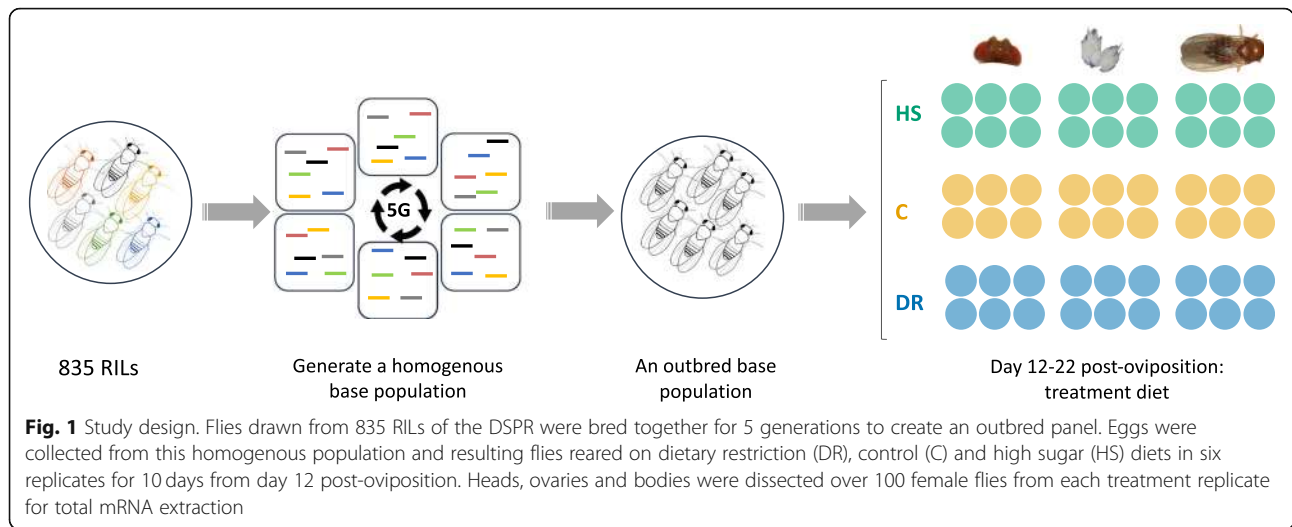 HS
5G
C
DR
835 RILs
Generate a homogenous
base population
An outbred base
population
Day 12-22 post-oviposition:
treatment diet
Fig. 1 Study design. Flies drawn from 835 RILs of the DSPR were bred together for 5 generations to create an outbred panel. Eggs were
collected from this homogenous population and resulting flies reared on dietary restriction (DR), control (C) and high sugar (HS) diets in six
replicates for 10 days from day 12 post-oviposition. Heads, ovaries and bodies were dissected over 100 female flies from each treatment replicate
for total mRNA extraction